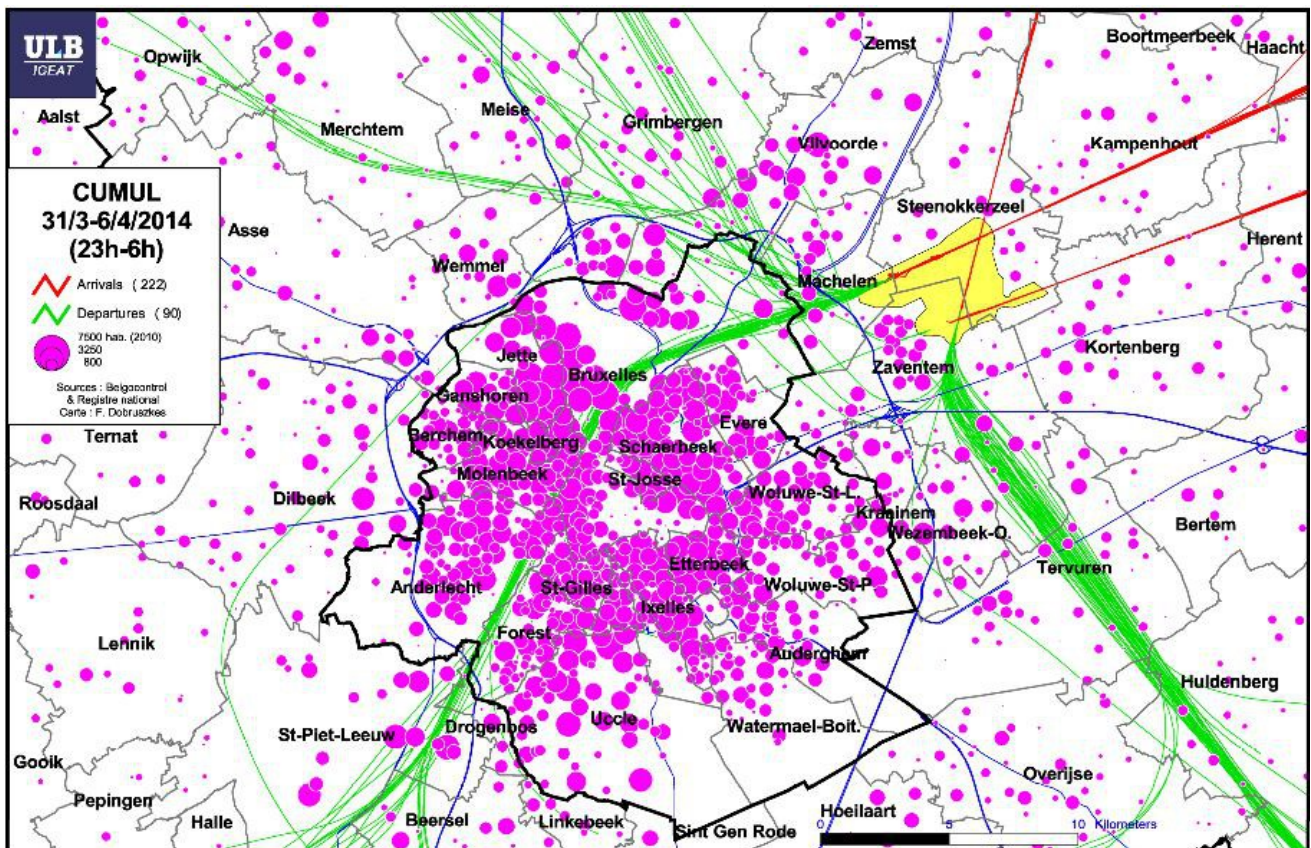 ULB
IGEAT
CUMUL
31/3-6/4/2014
(23h-6h)
Arrivals ( 222)
Departures ( 90)
7500 hab. (2010)
3250
800
Sources : Belgocontrol
& Registre national
Carte : F. Dobruszkes
Opwijk
Zemst
Boortmeerbeek
Haacht
Aalst
Meise
Merchtem
Grimbergen
Vilvoorde
Kampenhout
Steenokkerzeel
Asse
Herent
Wemmel
Machelen
Kortenberg
Jette
Bruxelles
Zaventem
Ganshoren
Evere
Ternat
Berchem
Koekelberg
Schaerbeek
Molenbeek
St-Josse
Roosdaal
Dilbeek
Woluwe-St-L.
Kraainem
Wezembeek-O.
Bertem
Etterbeek
Tervuren
Anderlecht
St-Gilles
Woluwe-St-P.
Ixelles
Forest
Lennik
Auderghem
Huldenberg
Uccle
Drogenbos
Watermael-Boit.
St-Piet-Leeuw
Gooik
Overijse
Pepingen
Halle
Beersel
Linkebeek
Sint Gen Rode
Hoeilaart
0 5 10 Kilometers